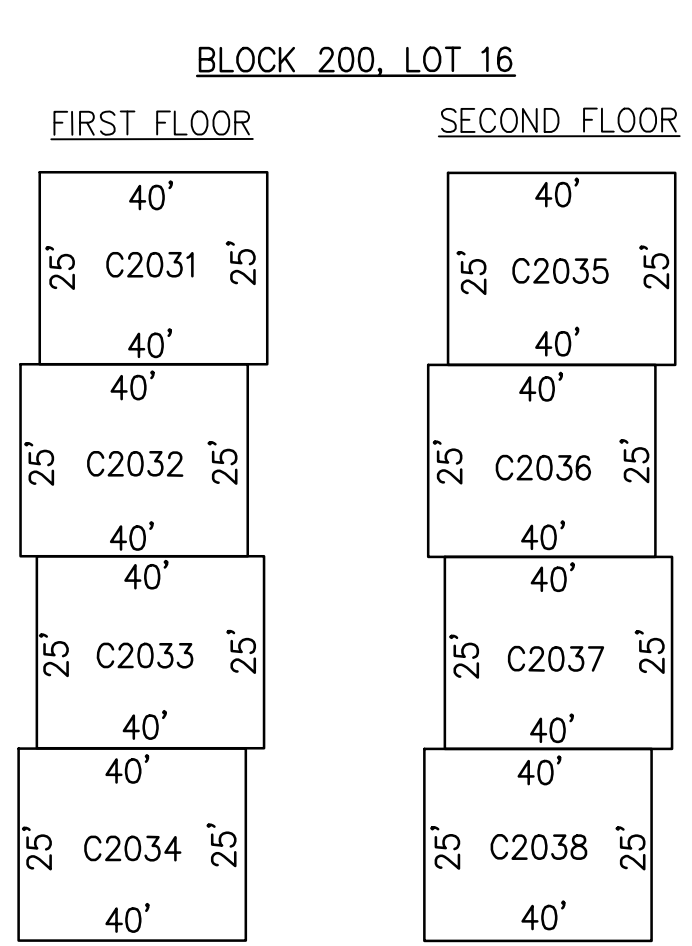 BLOCK 200, LOT 16
FIRST FLOOR
40'
25' C2031 25'
40'
40'
25' C2032 25'
40'
40'
25' C2033 25'
40'
40'
25' C2034 25'
40'
SECOND FLOOR
40'
25' C2035 25'
40'
40'
25' C2036 25'
40'
40'
25' C2037 25'
40'
40'
25' C2038 25'
40'